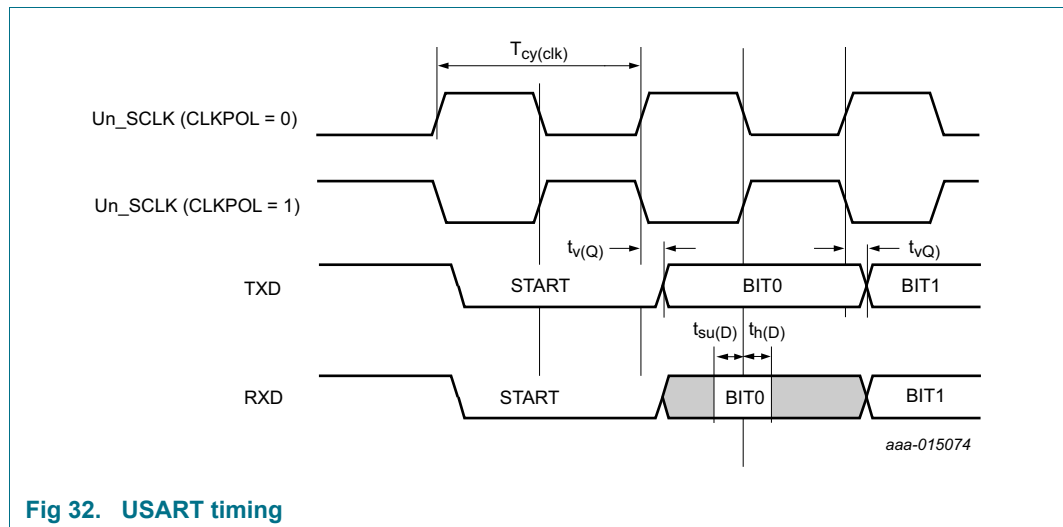 Tcy(clk)
Un_SCLK (CLKPOL = 0)
Un_SCLK (CLKPOL = 1)
tv(Q)
tvQ)
TXD
START
BIT0
BIT1
tsu(D)
th(D)
RXD
START
BIT0
BIT1
aaa-015074
Fig 32. USART timing